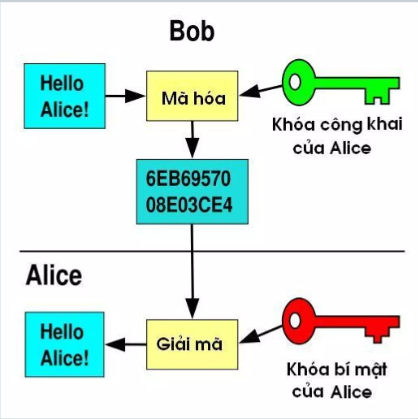 Bob
Hello
Alice!
Mã hóa
Khóa công khai
của Alice
6EB69570
08E03CE4
Alice
Hello
Alice!
Giải mã
Khóa bí mật
của Alice